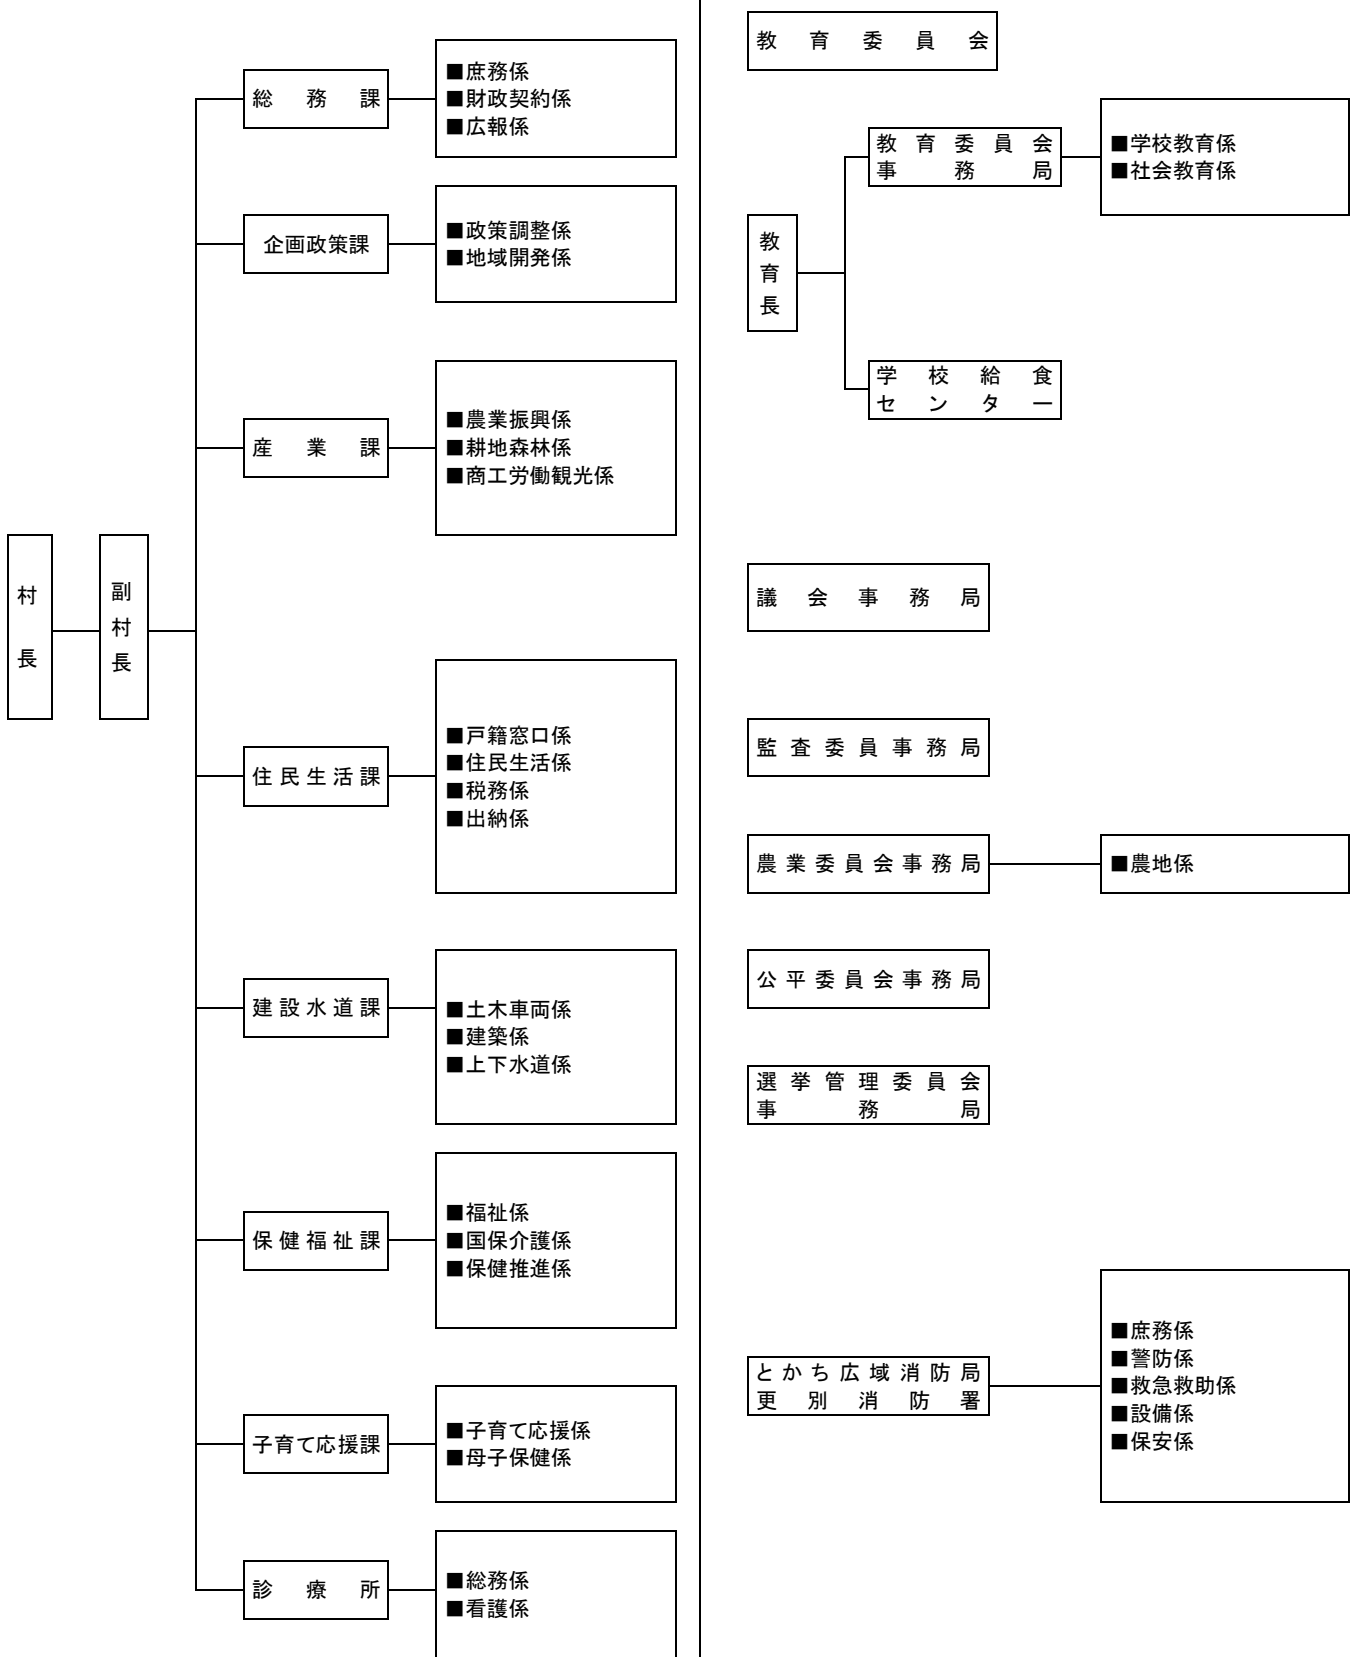 村長
副村長
総務課
■庶務係
■財政契約係
■広報係
企画政策課
■政策調整係
■地域開発係
産業課
■農業振興係
■耕地森林係
■商工労働観光係
住民生活課
■戸籍窓口係
■住民生活係
■税務係
■出納係
建設水道課
■土木車両係
■建築係
■上下水道係
保健福祉課
■福祉係
■国保介護係
■保健推進係
子育て応援課
■子育て応援係
■母子保健係
診療所
■総務係
■看護係
教育委員会
教育長
教育委員会
事務局
■学校教育係
■社会教育係
学校給食
センター
議会事務局
監査委員事務局
農業委員会事務局
■農地係
公平委員会事務局
選挙管理委員会
事務局
とかち広域消防局
更別消防署
■庶務係
■警防係
■救急救助係
■設備係
■保安係